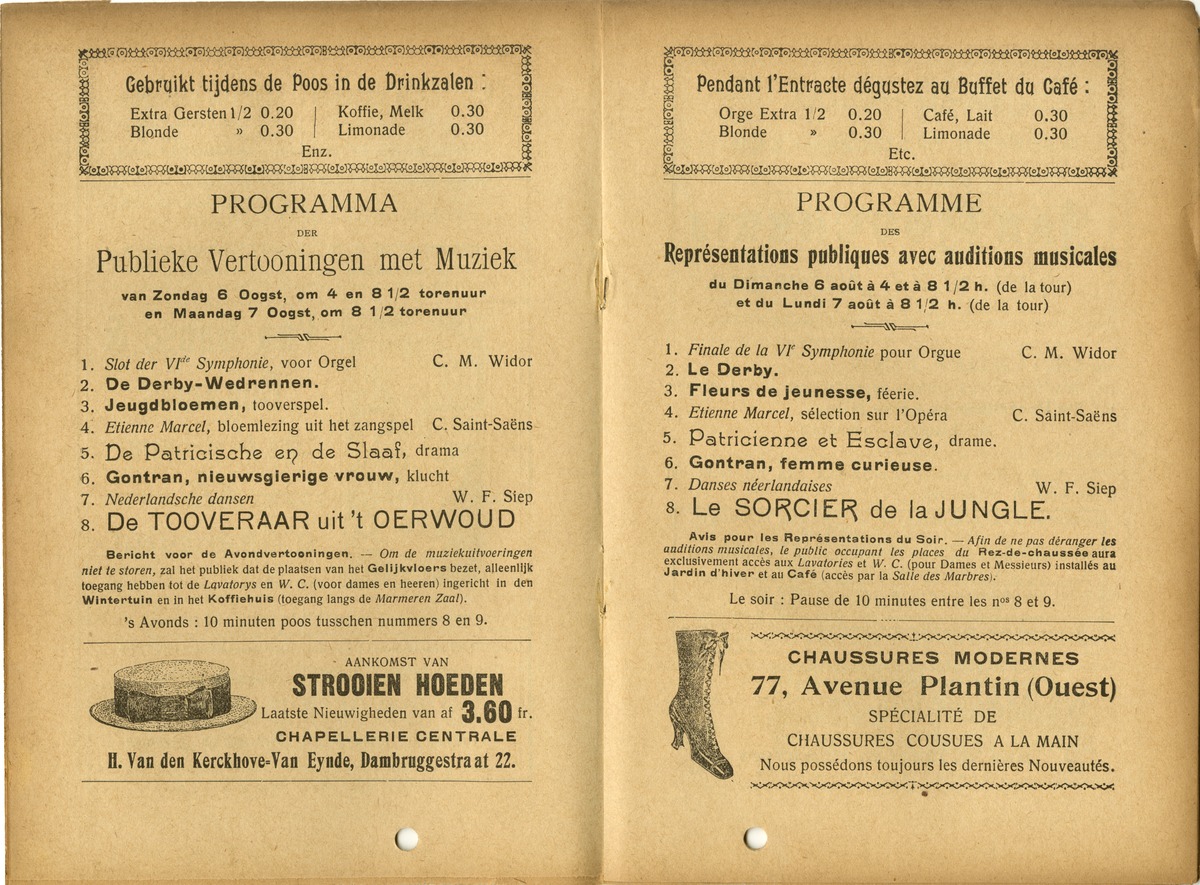 Gebruikt tijdens de Poos in de Drinkzalen :
Extra Gersten 1/2 0.20 | Koffie, Melk 0.30
Blonde » 0.30 | Limonade 0.30
Enz.
PROGRAMMA
DER
Publieke Vertooningen met Muziek
van Zondag 6 Oogst, om 4 en 8 1/2 torenuur
en Maandag 7 Oogst, om 8 1/2 torenuur
1. Slot der VIde Symphonie, voor Orgel C. M. Widor
2. De Derby-Wedrennen.
3. Jeugdbloemen, tooverspel.
4. Etienne Marcel, bloemlezing uit het zangspel C. Saint-Saëns
5. De Patricische en de Slaaf, drama
6. Gontran, nieuwsgierige vrouw, klucht
7. Nederlandsche dansen W. F. Siep
8. De TOOVERAAR uit 't OERWOUD
Bericht voor de Avondvertooningen. — Om de muziekuitvoeringen
niet te storen, zal het publiek dat de plaatsen van het Gelijkvloers bezet, alleenlijk
toegang hebben tot de Lavatorys en W. C. (voor dames en heeren) ingericht in den
Wintertuin en in het Koffiehuis (toegang langs de Marmeren Zaal).
's Avonds : 10 minuten poos tusschen nummers 8 en 9.
AANKOMST VAN
STROOIEN HOEDEN
Laatste Nieuwigheden van af 3.60 fr.
CHAPELLERIE CENTRALE
H. Van den Kerckhove-Van Eynde, Dambruggestraat 22.
Pendant l'Entracte dégustez au Buffet du Café :
Orge Extra 1/2 0.20 | Café, Lait 0.30
Blonde » 0.30 | Limonade 0.30
Etc.
PROGRAMME
DES
Représentations publiques avec auditions musicales
du Dimanche 6 août à 4 et à 8 1/2 h. (de la tour)
et du Lundi 7 août à 8 1/2 h. (de la tour)
1. Finale de la VIe Symphonie pour Orgue C. M. Widor
2. Le Derby.
3. Fleurs de jeunesse, féerie.
4. Etienne Marcel, sélection sur l'Opéra C. Saint-Saëns
5. Patricienne et Esclave, drame.
6. Gontran, femme curieuse.
7. Danses néerlandaises W. F. Siep
8. Le SORCIER de la JUNGLE.
Avis pour les Représentations du Soir. — Afin de ne pas déranger les
auditions musicales, le public occupant les places du Rez-de-chaussée aura
exclusivement accès aux Lavatories et W. C. (pour Dames et Messieurs) installés au
Jardin d'hiver et au Café (accès par la Salle des Marbres).
Le soir : Pause de 10 minutes entre les nos 8 et 9.
CHAUSSURES MODERNES
77, Avenue Plantin (Ouest)
SPÉCIALITÉ DE
CHAUSSURES COUSUES A LA MAIN
Nous possédons toujours les dernières Nouveautés.